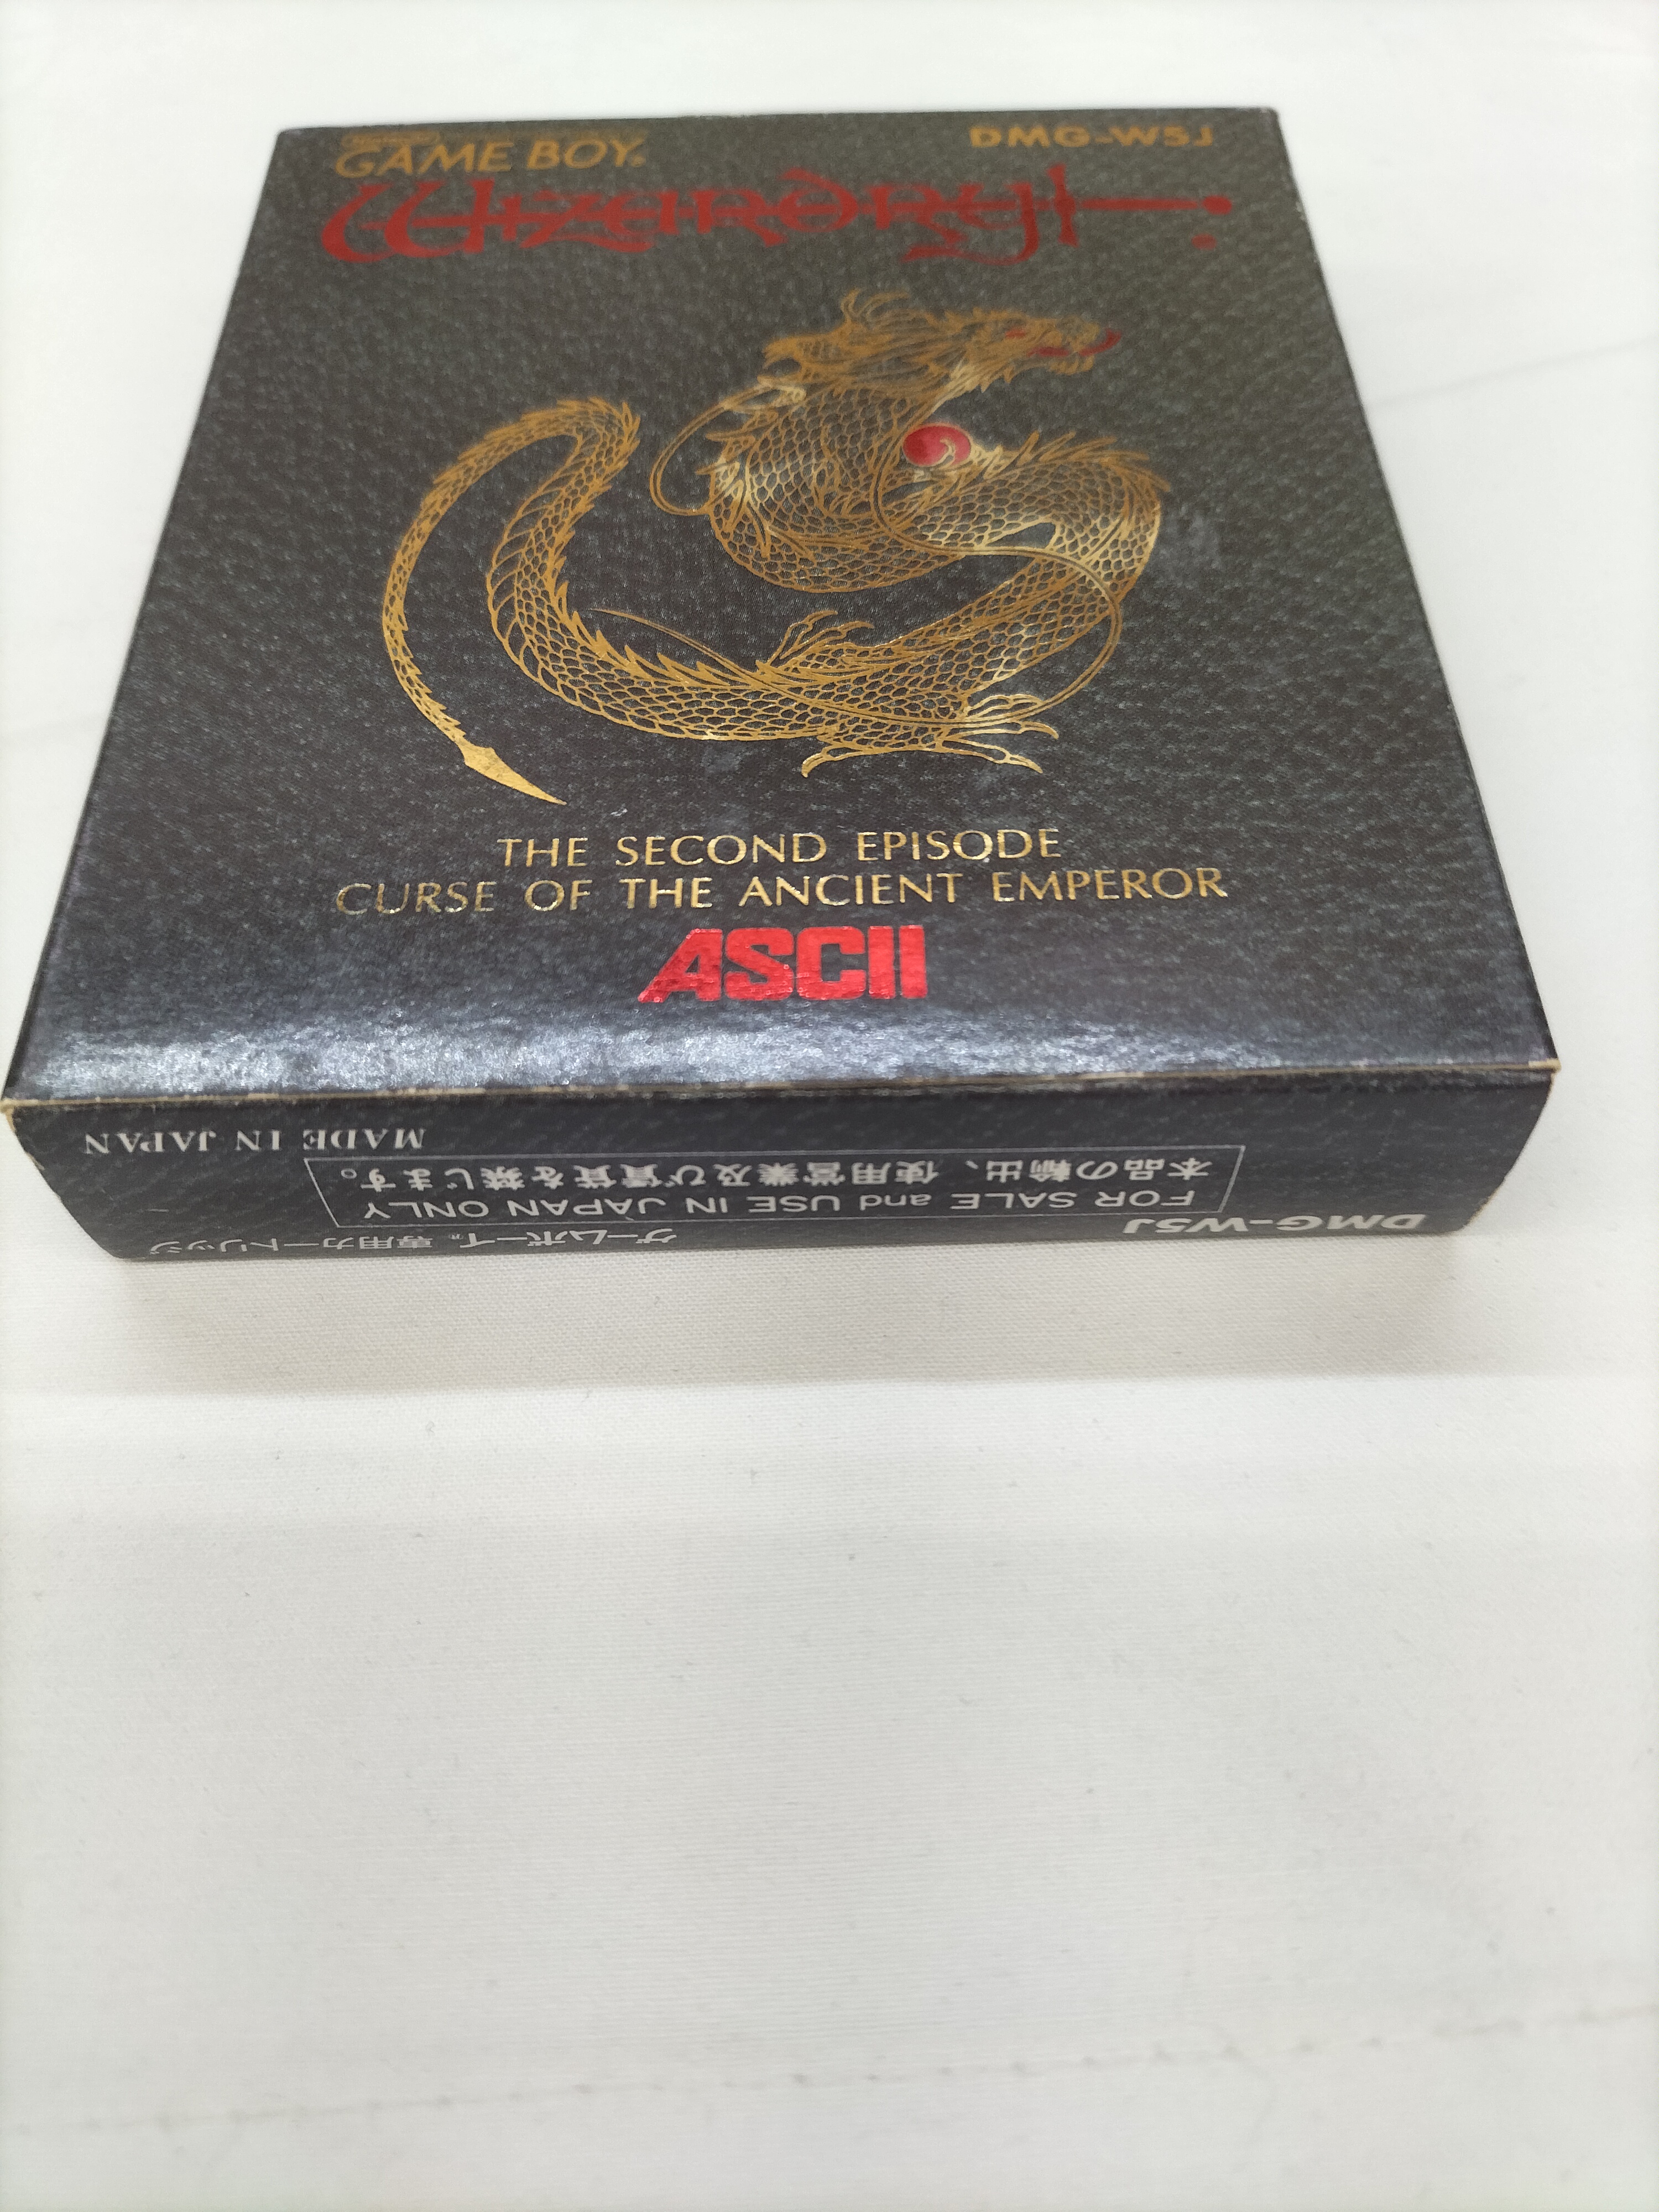 GAME BOY®
DMG-W5J
Wizardry
THE SECOND EPISODE
CURSE OF THE ANCIENT EMPEROR
ASCII
DMG-W5J
ゲームボーイ® 専用カートリッジ
FOR SALE and USE IN JAPAN ONLY
本品の輸出、使用営業及び賃貸を禁じます。
MADE IN JAPAN